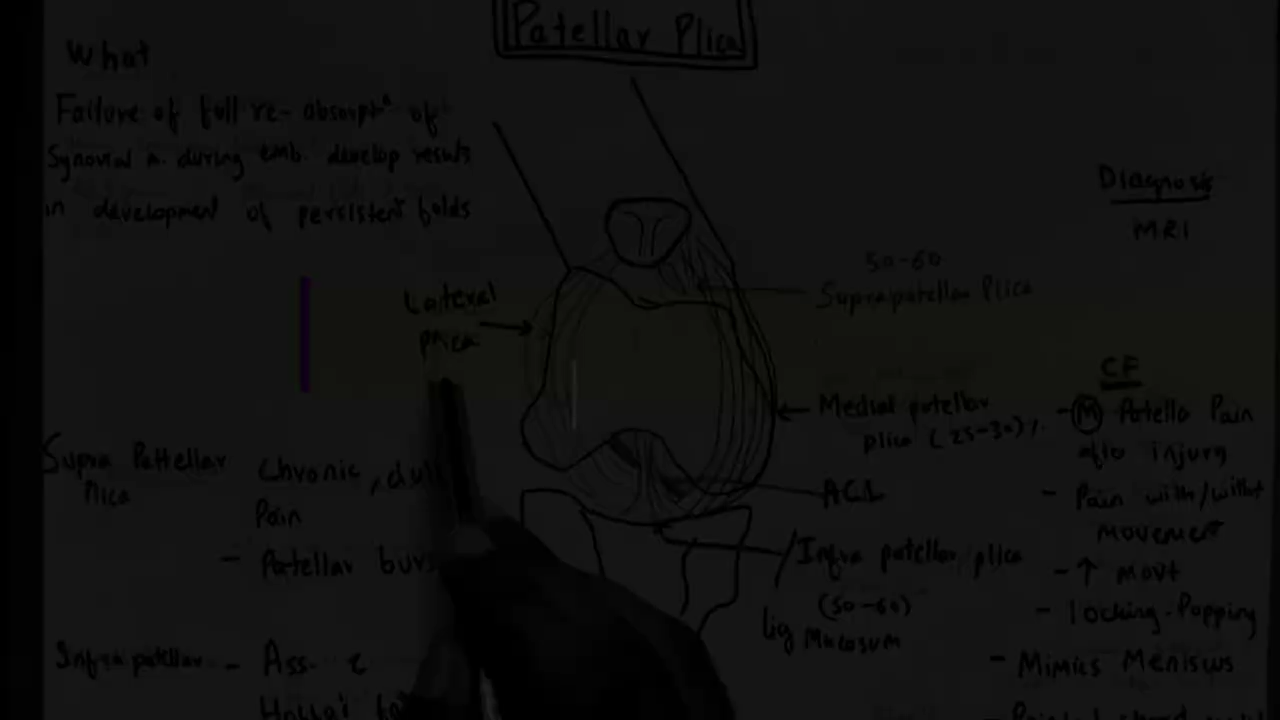 Patellar Plica
What
Failure of full re-absorptⁿ of
Synovial m. during emb. develop results
in development of persistent folds
Diagnosis
MRI
50-60
Suprapatellar Plica
Lateral
Plica
CF
Medial patellar
plica (25-30)%
- M Patella Pain
after injury
Supra Patellar
Plica
Chronic, dull
Pain
ACL
- Pain with/without
movement
- Patellar burs
Infra patellar plica
(50-60)
lig Mucosum
- ↑ movt
- locking-Popping
Infrapatellar - Ass-
- Mimics Meniscus